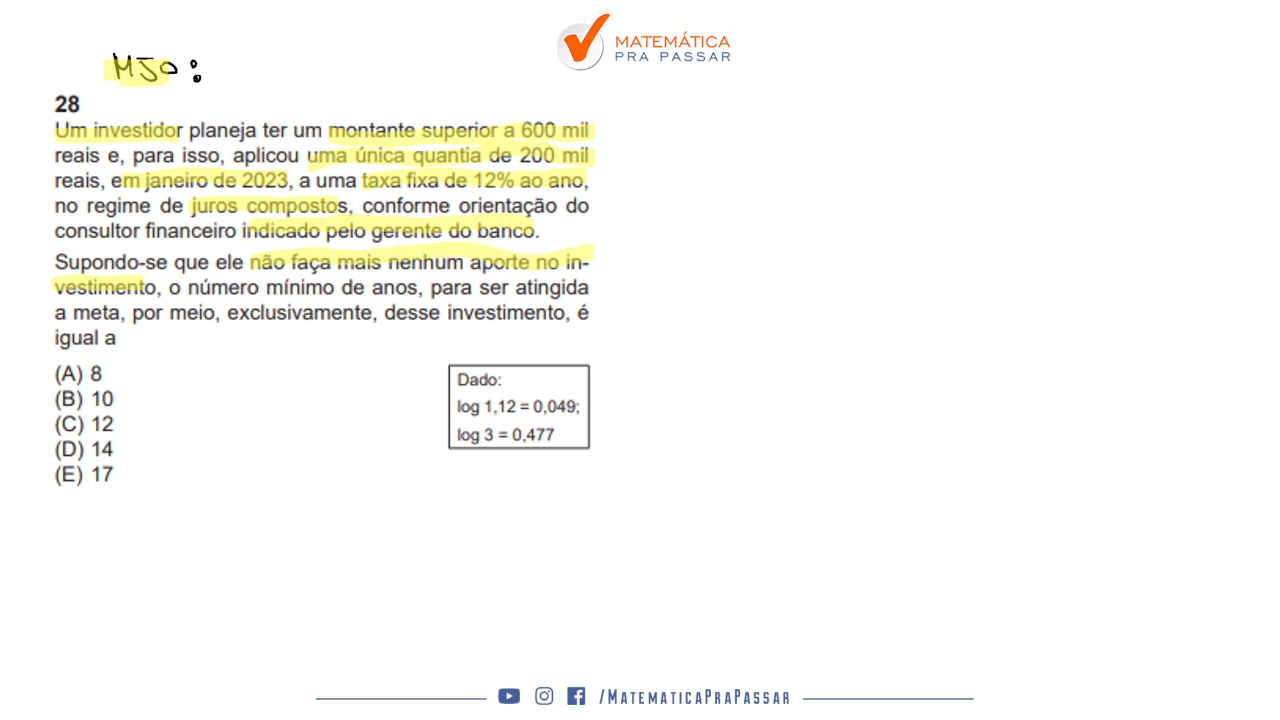 MATEMÁTICA
PRA PASSAR
MJO:
28
Um investidor planeja ter um montante superior a 600 mil
reais e, para isso, aplicou uma única quantia de 200 mil
reais, em janeiro de 2023, a uma taxa fixa de 12% ao ano,
no regime de juros compostos, conforme orientação do
consultor financeiro indicado pelo gerente do banco.
Supondo-se que ele não faça mais nenhum aporte no in-
vestimento, o número mínimo de anos, para ser atingida
a meta, por meio, exclusivamente, desse investimento, é
igual a
(A) 8
(B) 10
(C) 12
(D) 14
(E) 17
Dado:
log 1,12 = 0,049;
log 3 = 0,477
/MATEMATICAPRAPASSAR